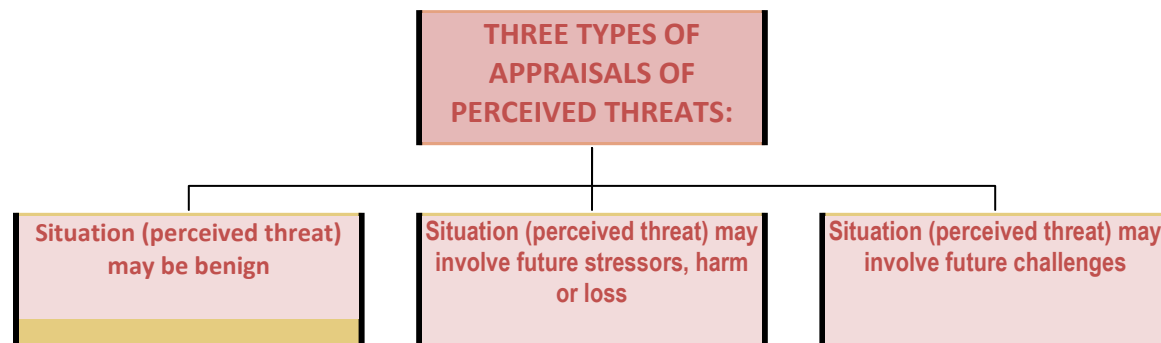 THREE TYPES OF
APPRAISALS OF
PERCEIVED THREATS:
Situation (perceived threat)
may be benign
Situation (perceived threat) may
involve future stressors, harm
or loss
Situation (perceived threat) may
involve future challenges